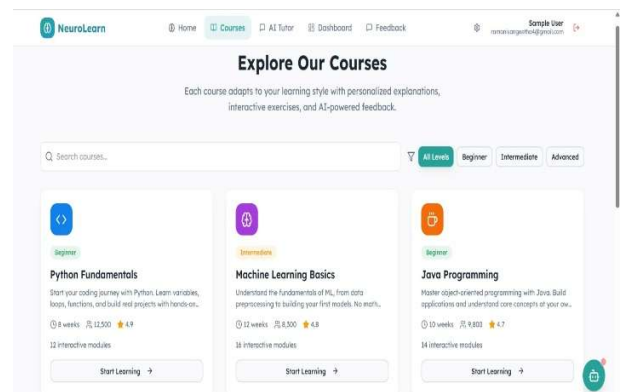 NeuroLearn
Home Courses AI Tutor Dashboard Feedback
Sample User
Explore Our Courses
Each course adapts to your learning style with personalized explanations,
interactive exercises, and AI-powered feedback.
Search courses...
All Levels Beginner Intermediate Advanced
Beginner
Python Fundamentals
Start your coding journey with Python. Learn variables,
loops, functions, and build real projects with hands-on...
8 weeks 12,500 4.9
12 interactive modules
Start Learning →
Intermediate
Machine Learning Basics
Understand the fundamentals of ML, from data
preprocessing to building your first models. No math...
12 weeks 8,300 4.8
16 interactive modules
Start Learning →
Beginner
Java Programming
Master object-oriented programming with Java. Build
applications and understand core concepts at your ow...
10 weeks 9,800 4.7
14 interactive modules
Start Learning →